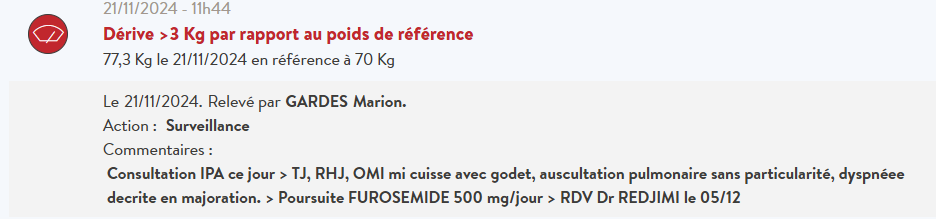 21/11/2024 - 11h44
Dérive >3 Kg par rapport au poids de référence
77,3 Kg le 21/11/2024 en référence à 70 Kg
Le 21/11/2024. Relevé par GARDES Marion.
Action : Surveillance
Commentaires :
Consultation IPA ce jour > TJ, RHJ, OMI mi cuisse avec godet, auscultation pulmonaire sans particularité, dyspnéee
decrite en majoration. > Poursuite FUROSEMIDE 500 mg/jour > RDV Dr REDJIMI le 05/12